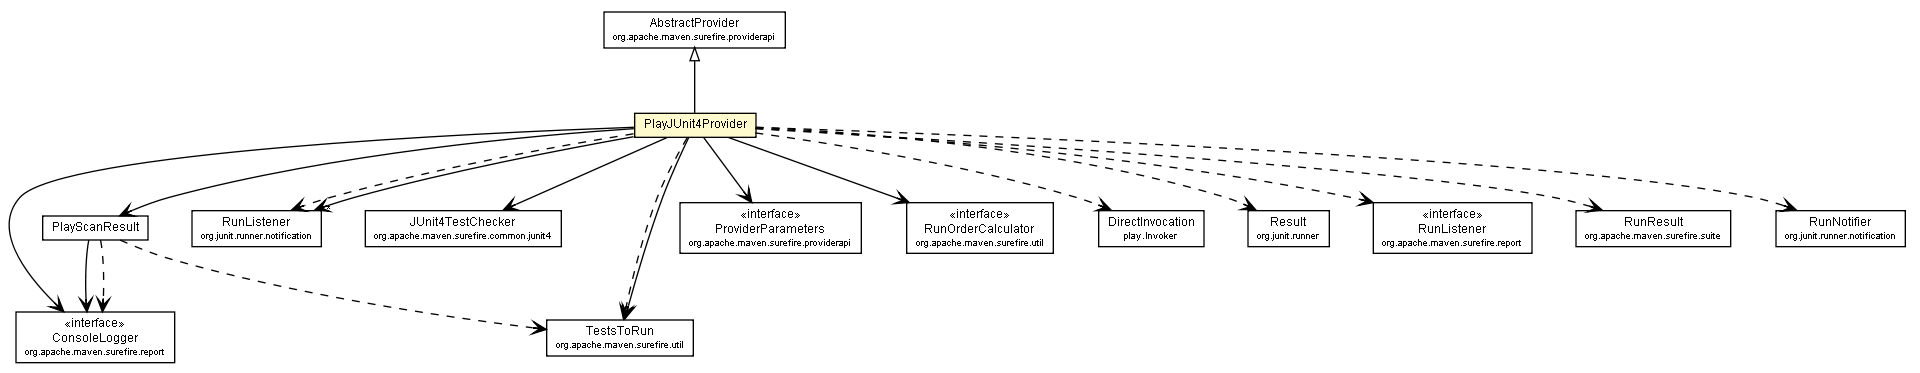 AbstractProvider
org.apache.maven.surefire.providerapi
PlayJUnit4Provider
PlayScanResult
RunListener
org.junit.runner.notification
JUnit4TestChecker
org.apache.maven.surefire.common.junit4
«interface»
ProviderParameters
org.apache.maven.surefire.providerapi
«interface»
RunOrderCalculator
org.apache.maven.surefire.util
DirectInvocation
play.Invoker
Result
org.junit.runner
«interface»
RunListener
org.apache.maven.surefire.report
RunResult
org.apache.maven.surefire.suite
RunNotifier
org.junit.runner.notification
«interface»
ConsoleLogger
org.apache.maven.surefire.report
TestsToRun
org.apache.maven.surefire.util